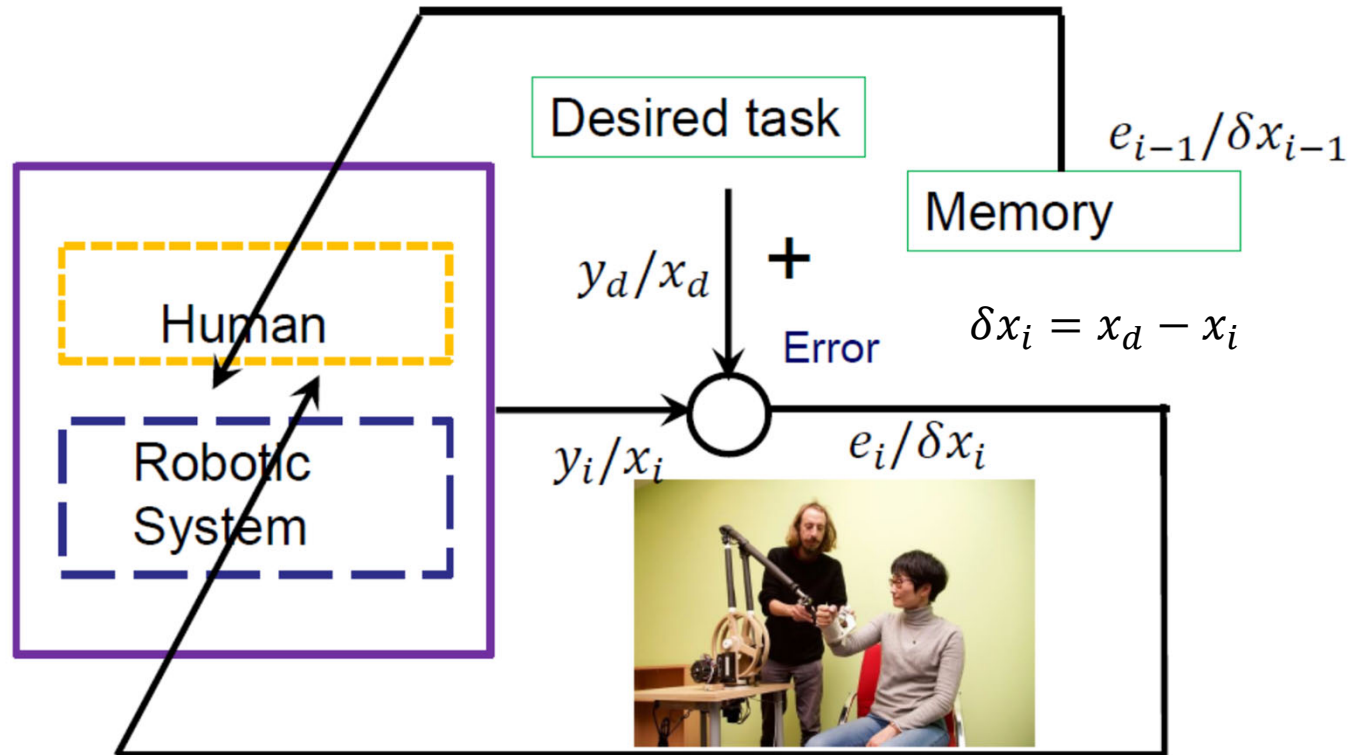 Desired task
e_{i-1}/δx_{i-1}
Memory
y_d/x_d
+
Human
Error
δx_i = x_d − x_i
Robotic
System
y_i/x_i
e_i/δx_i